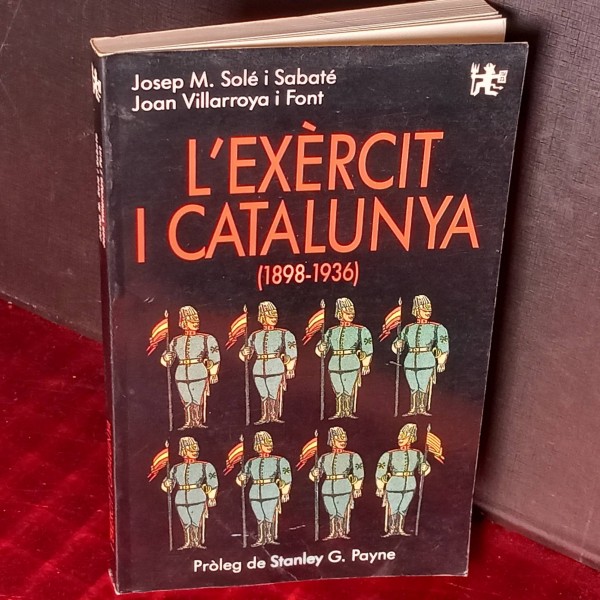 Josep M. Solé i Sabaté
Joan Villarroya i Font
L'EXÈRCIT
I CATALUNYA
(1898-1936)
Pròleg de Stanley G. Payne